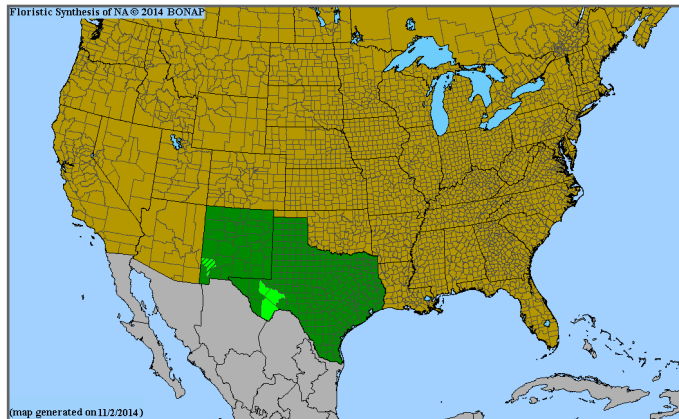 Floristic Synthesis of NA © 2014 BONAP
(map generated on 11/2/2014)